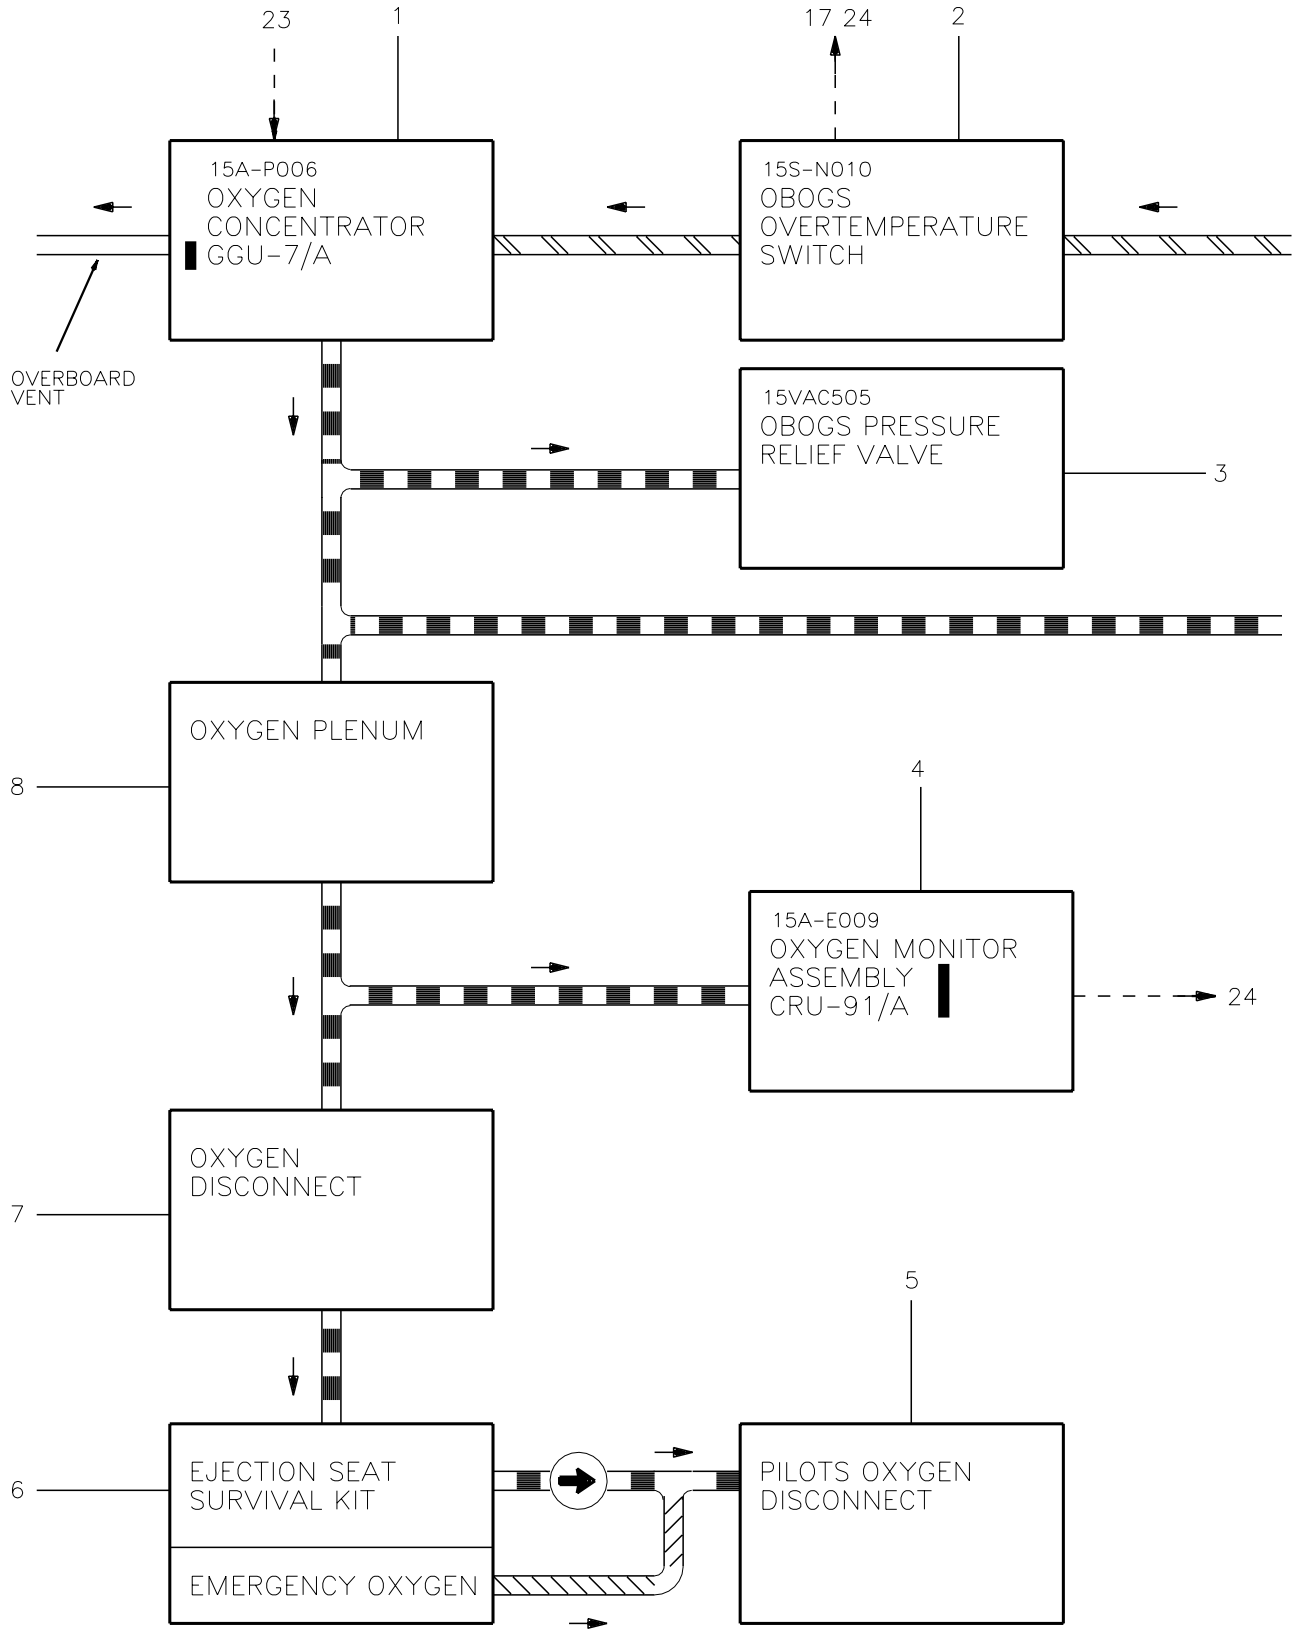 23
1
17 24
2
15A-P006
OXYGEN
CONCENTRATOR
GGU-7/A
15S-N010
OBOGS
OVERTEMPERATURE
SWITCH
OVERBOARD
VENT
15VAC505
OBOGS PRESSURE
RELIEF VALVE
3
OXYGEN PLENUM
8
4
15A-E009
OXYGEN MONITOR
ASSEMBLY
CRU-91/A
24
OXYGEN
DISCONNECT
7
5
EJECTION SEAT
SURVIVAL KIT
6
EMERGENCY OXYGEN
PILOTS OXYGEN
DISCONNECT